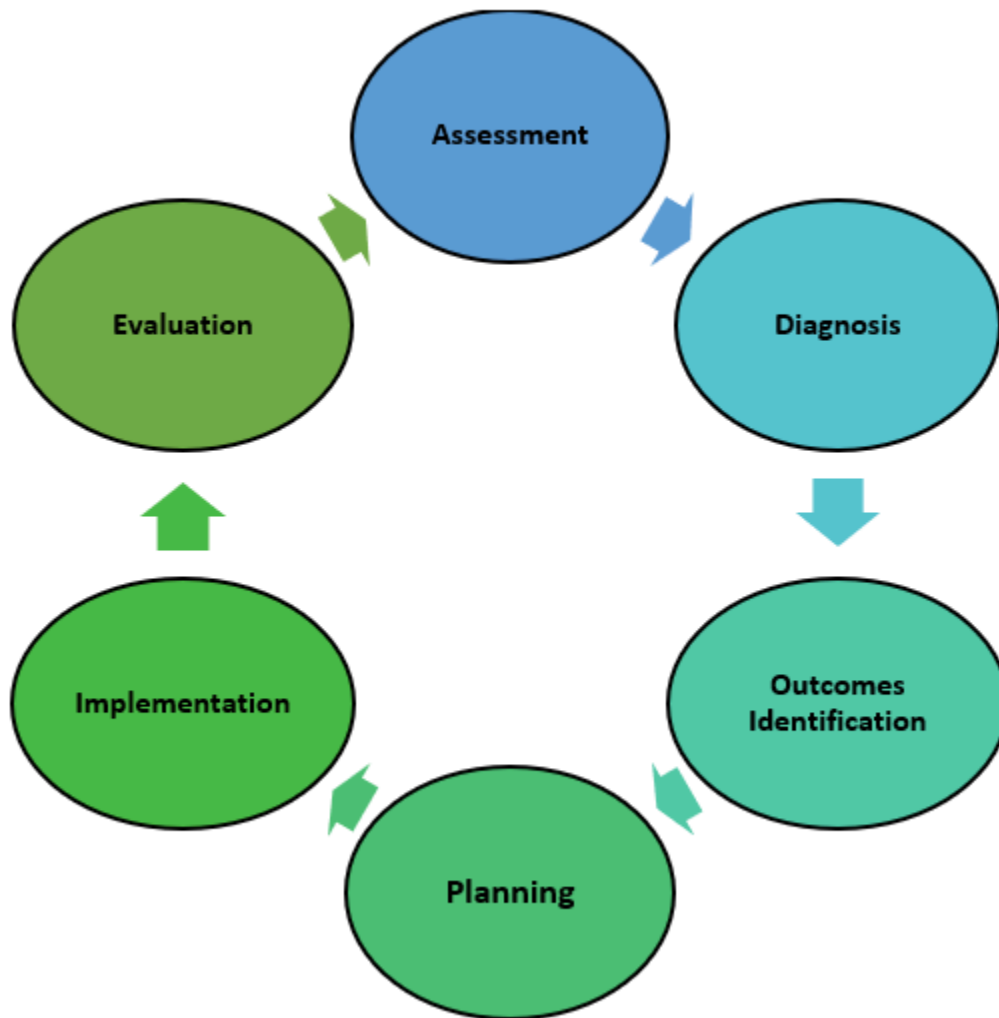 Assessment
Diagnosis
Outcomes
Identification
Planning
Implementation
Evaluation